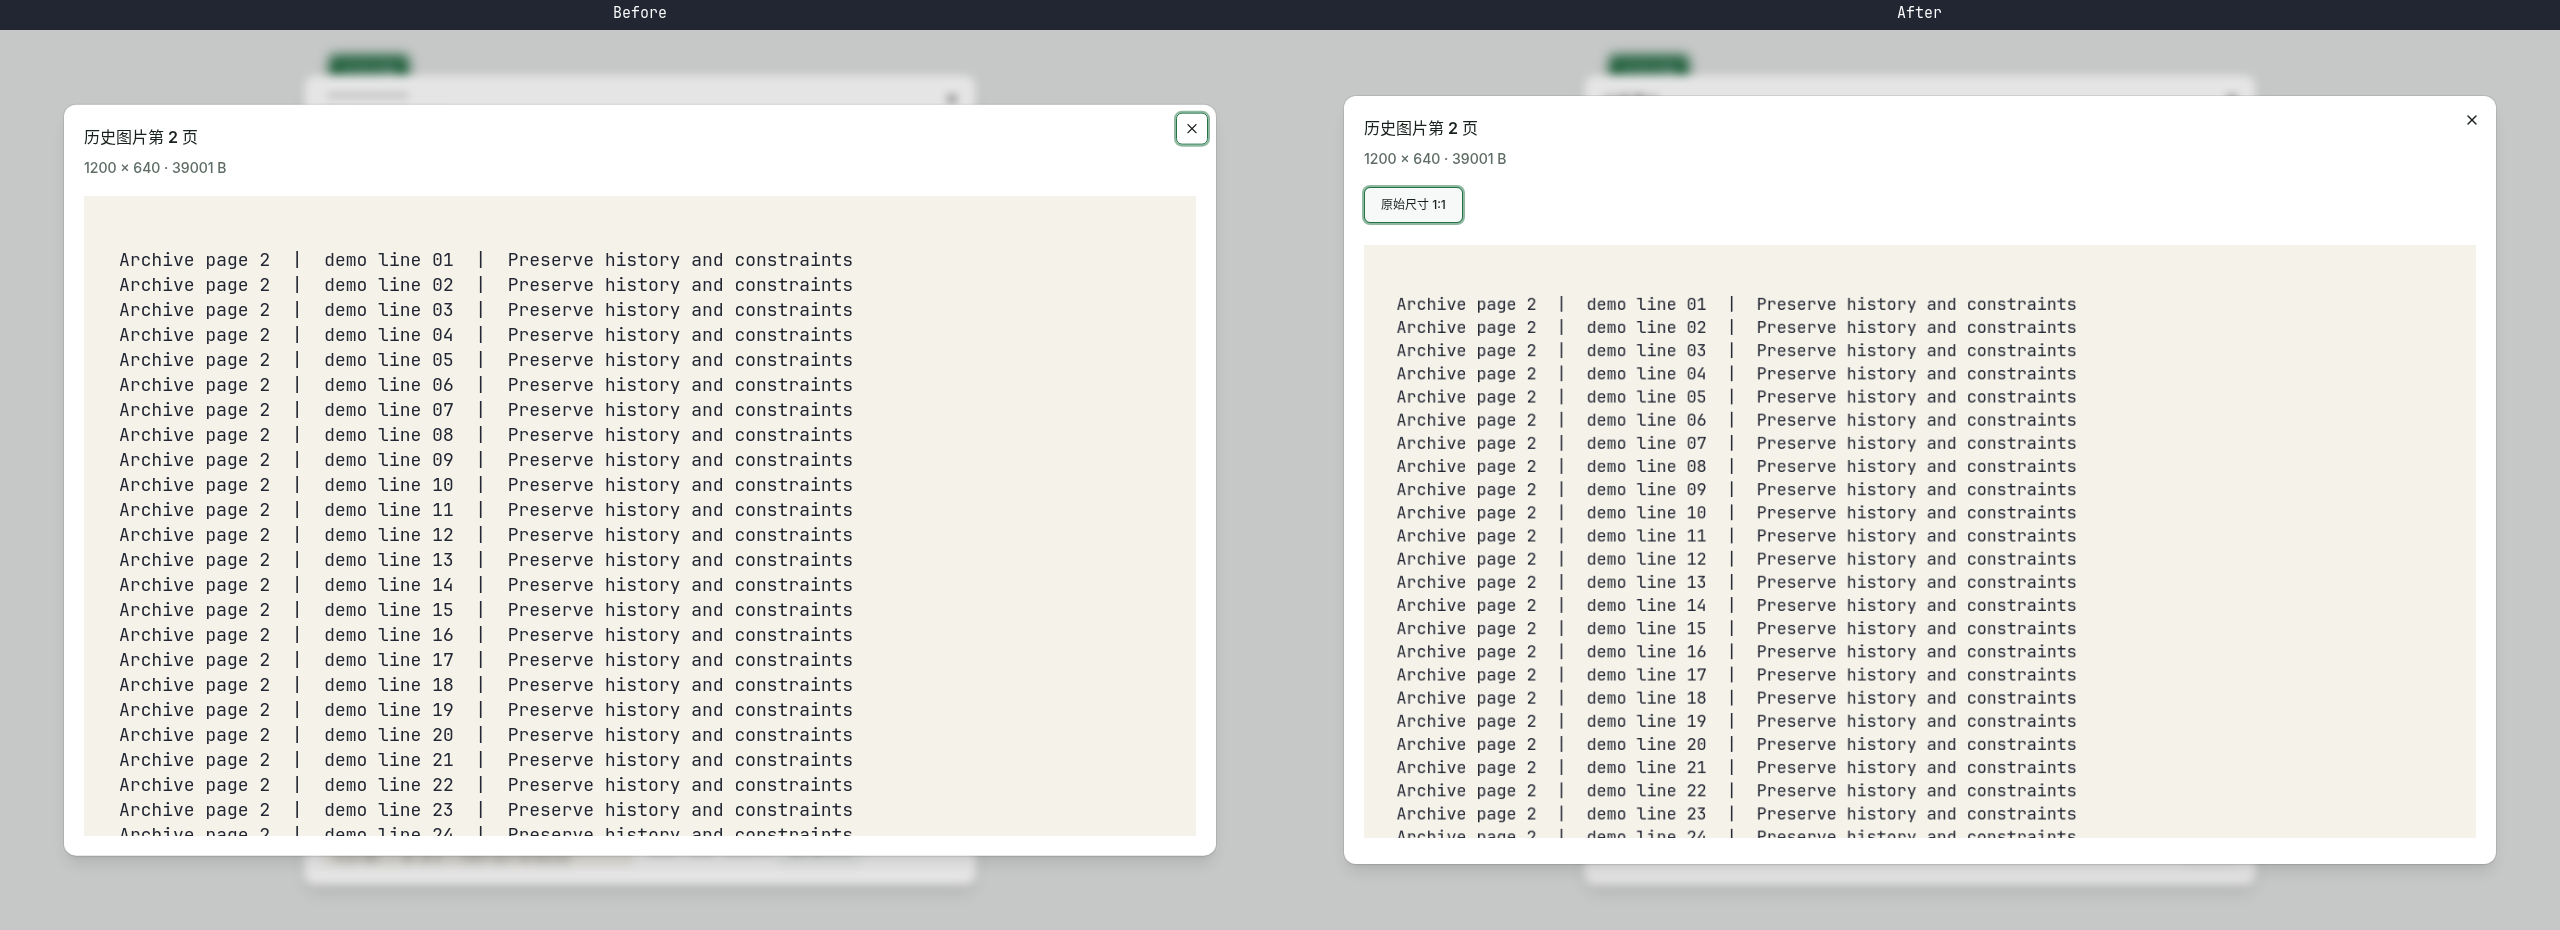 Before
历史图片第 2 页
1200 × 640 · 39001 B
Archive page 2 | demo line 01 | Preserve history and constraints
Archive page 2 | demo line 02 | Preserve history and constraints
Archive page 2 | demo line 03 | Preserve history and constraints
Archive page 2 | demo line 04 | Preserve history and constraints
Archive page 2 | demo line 05 | Preserve history and constraints
Archive page 2 | demo line 06 | Preserve history and constraints
Archive page 2 | demo line 07 | Preserve history and constraints
Archive page 2 | demo line 08 | Preserve history and constraints
Archive page 2 | demo line 09 | Preserve history and constraints
Archive page 2 | demo line 10 | Preserve history and constraints
Archive page 2 | demo line 11 | Preserve history and constraints
Archive page 2 | demo line 12 | Preserve history and constraints
Archive page 2 | demo line 13 | Preserve history and constraints
Archive page 2 | demo line 14 | Preserve history and constraints
Archive page 2 | demo line 15 | Preserve history and constraints
Archive page 2 | demo line 16 | Preserve history and constraints
Archive page 2 | demo line 17 | Preserve history and constraints
Archive page 2 | demo line 18 | Preserve history and constraints
Archive page 2 | demo line 19 | Preserve history and constraints
Archive page 2 | demo line 20 | Preserve history and constraints
Archive page 2 | demo line 21 | Preserve history and constraints
Archive page 2 | demo line 22 | Preserve history and constraints
Archive page 2 | demo line 23 | Preserve history and constraints
Archive page 2 | demo line 24 | Preserve history and constraints
After
历史图片第 2 页
1200 × 640 · 39001 B
原始尺寸 1:1
Archive page 2 | demo line 01 | Preserve history and constraints
Archive page 2 | demo line 02 | Preserve history and constraints
Archive page 2 | demo line 03 | Preserve history and constraints
Archive page 2 | demo line 04 | Preserve history and constraints
Archive page 2 | demo line 05 | Preserve history and constraints
Archive page 2 | demo line 06 | Preserve history and constraints
Archive page 2 | demo line 07 | Preserve history and constraints
Archive page 2 | demo line 08 | Preserve history and constraints
Archive page 2 | demo line 09 | Preserve history and constraints
Archive page 2 | demo line 10 | Preserve history and constraints
Archive page 2 | demo line 11 | Preserve history and constraints
Archive page 2 | demo line 12 | Preserve history and constraints
Archive page 2 | demo line 13 | Preserve history and constraints
Archive page 2 | demo line 14 | Preserve history and constraints
Archive page 2 | demo line 15 | Preserve history and constraints
Archive page 2 | demo line 16 | Preserve history and constraints
Archive page 2 | demo line 17 | Preserve history and constraints
Archive page 2 | demo line 18 | Preserve history and constraints
Archive page 2 | demo line 19 | Preserve history and constraints
Archive page 2 | demo line 20 | Preserve history and constraints
Archive page 2 | demo line 21 | Preserve history and constraints
Archive page 2 | demo line 22 | Preserve history and constraints
Archive page 2 | demo line 23 | Preserve history and constraints
Archive page 2 | demo line 24 | Preserve history and constraints